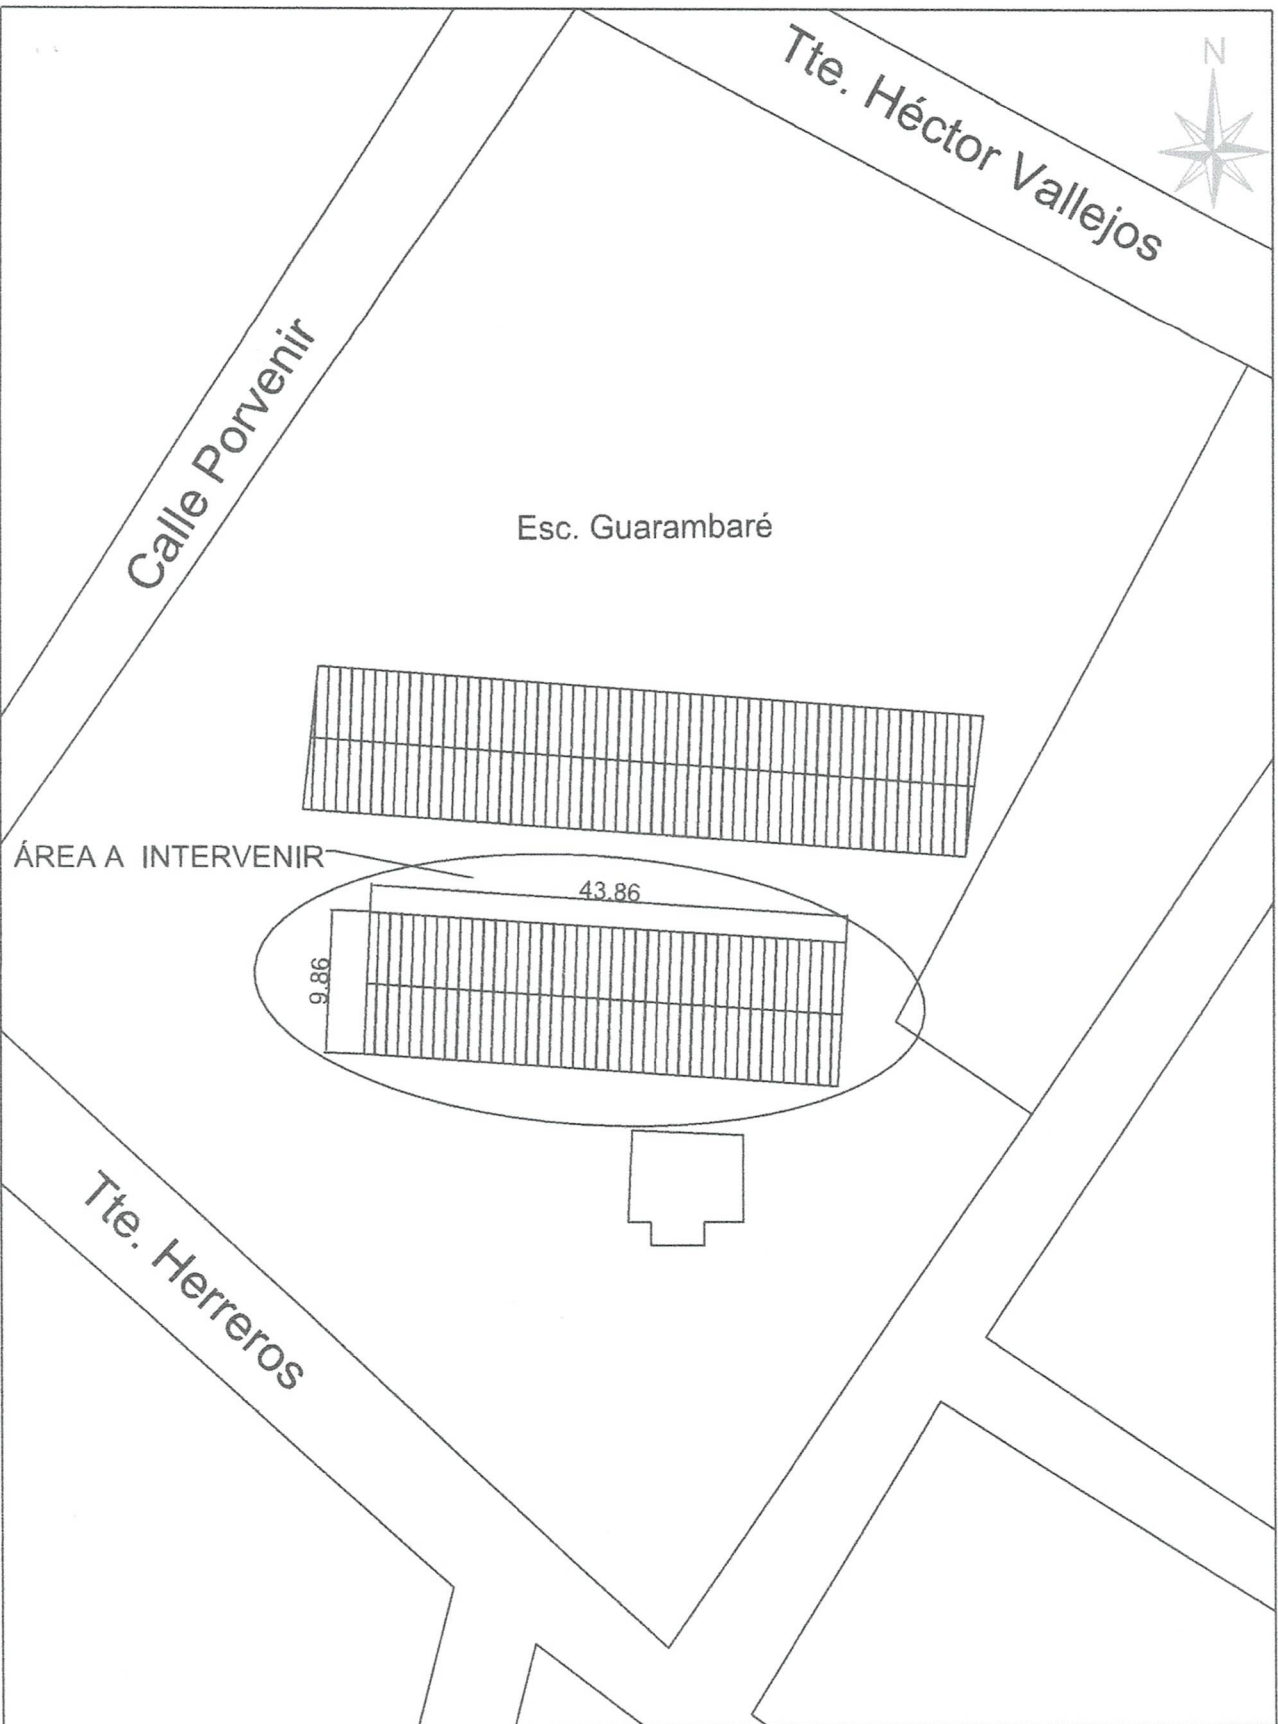 N
Tte. Héctor Vallejos
Calle Porvenir
Esc. Guarambaré
ÁREA A INTERVENIR
43.86
9.86
Tte. Herreros